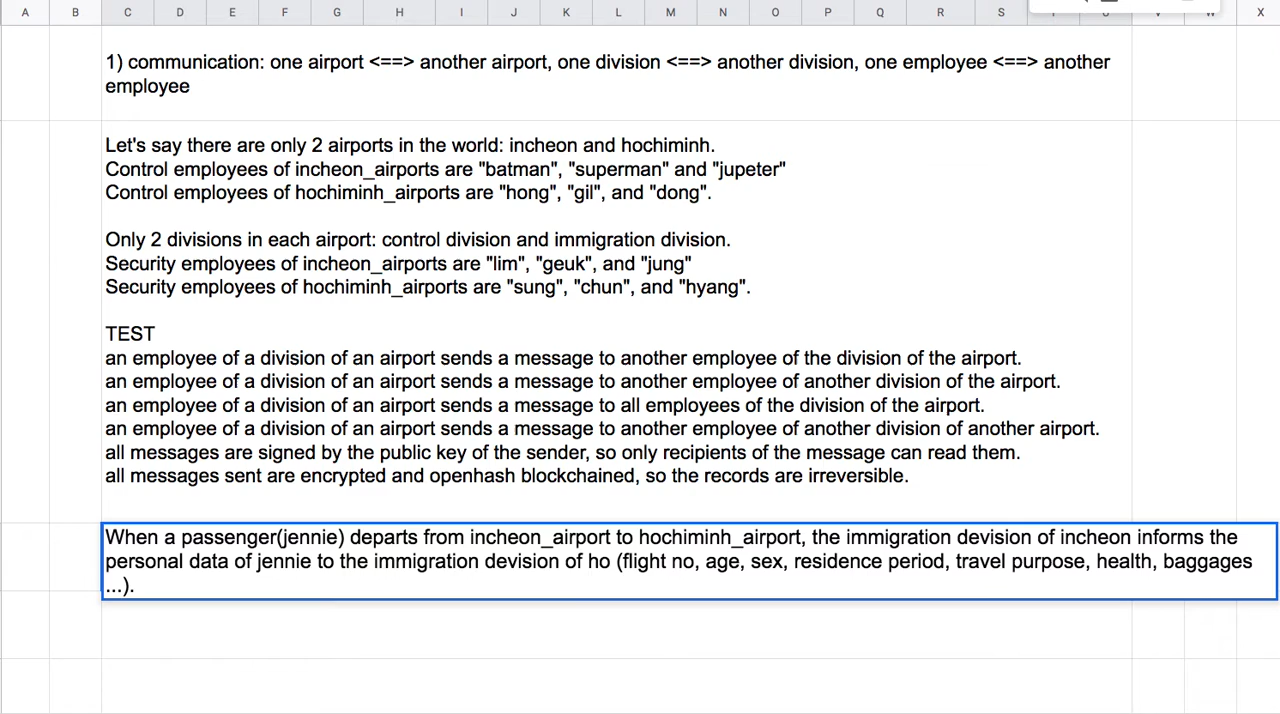 A B C D E F G H I J K L M N O P Q R S X
1) communication: one airport <==> another airport, one division <==> another division, one employee <==> another
employee
Let's say there are only 2 airports in the world: incheon and hochiminh.
Control employees of incheon_airports are "batman", "superman" and "jupeter"
Control employees of hochiminh_airports are "hong", "gil", and "dong".
Only 2 divisions in each airport: control division and immigration division.
Security employees of incheon_airports are "lim", "geuk", and "jung"
Security employees of hochiminh_airports are "sung", "chun", and "hyang".
TEST
an employee of a division of an airport sends a message to another employee of the division of the airport.
an employee of a division of an airport sends a message to another employee of another division of the airport.
an employee of a division of an airport sends a message to all employees of the division of the airport.
an employee of a division of an airport sends a message to another employee of another division of another airport.
all messages are signed by the public key of the sender, so only recipients of the message can read them.
all messages sent are encrypted and openhash blockchained, so the records are irreversible.
When a passenger(jennie) departs from incheon_airport to hochiminh_airport, the immigration devision of incheon informs the
personal data of jennie to the immigration devision of ho (flight no, age, sex, residence period, travel purpose, health, baggages
...).